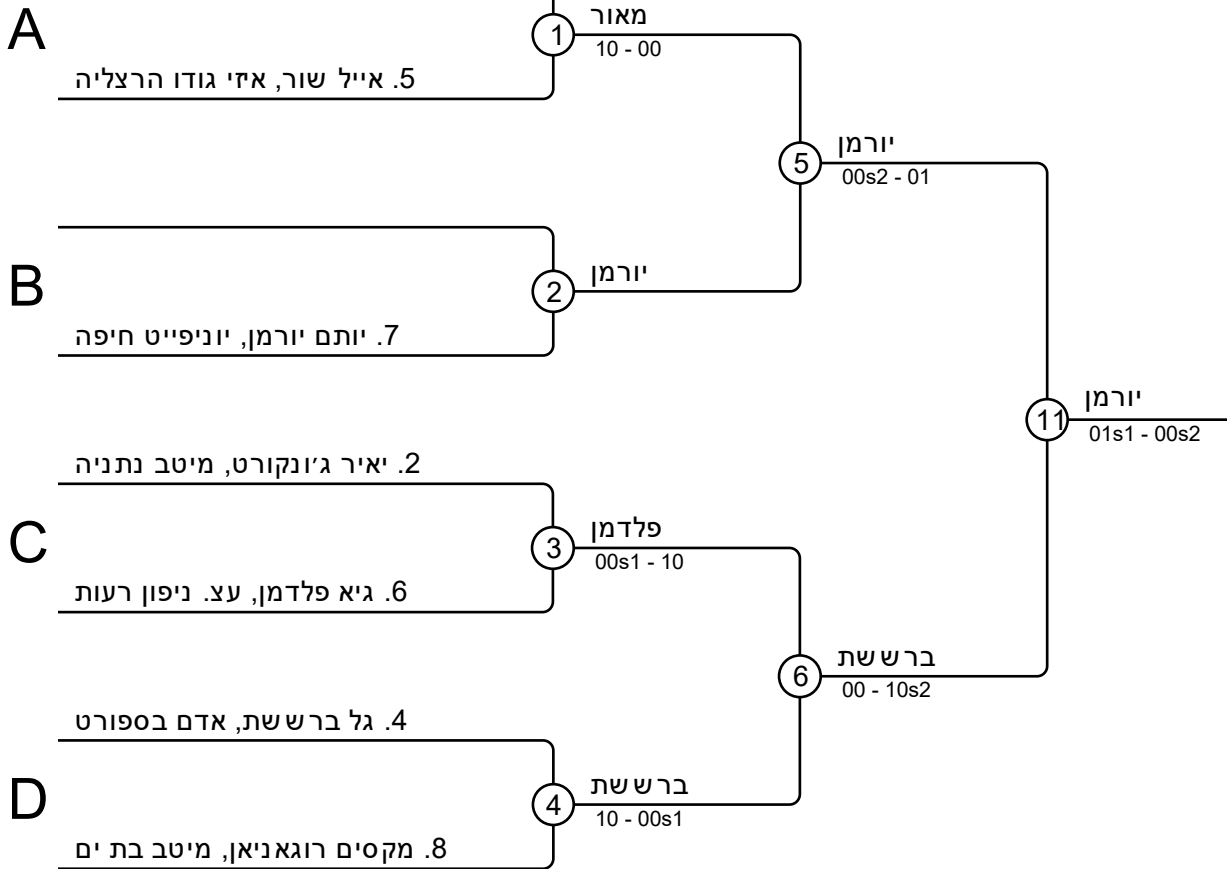 A
מאור
1
10 - 00
5. אייל שור, איזי גודו הרצליה
יורמן
5
00s2 - 01
B
יורמן
2
7. יותם יורמן, יוניפייט חיפה
יורמן
11
01s1 - 00s2
2. יאיר ג׳ונקורט, מיטב נתניה
C
פלדמן
3
00s1 - 10
6. גיא פלדמן, עצ. ניפון רעות
ברששת
6
00 - 10s2
4. גל ברששת, אדם בספורט
D
ברששת
4
10 - 00s1
8. מקסים רוגאניאן, מיטב בת ים